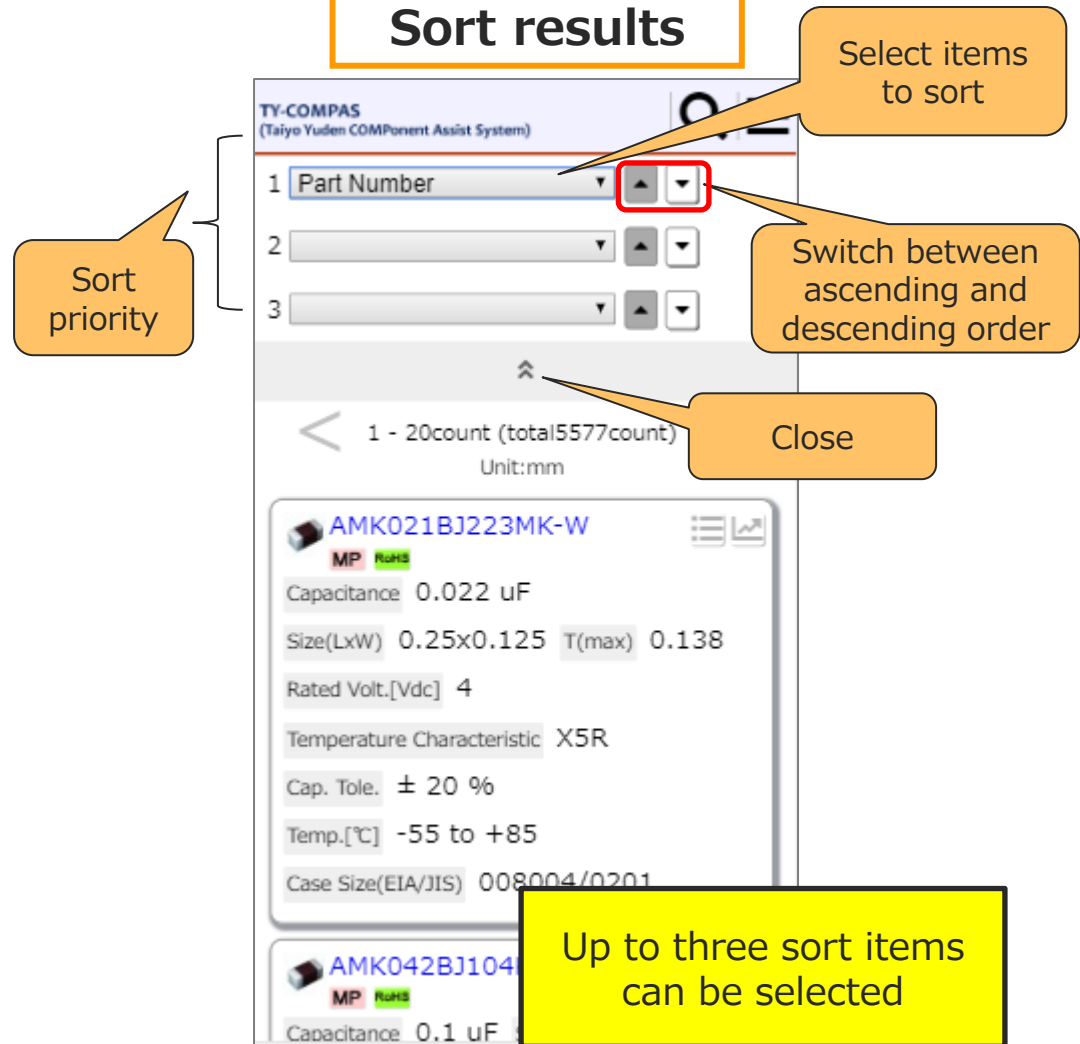 Sort results
Select items
to sort
TY-COMPAS
(Taiyo Yuden COMPonent Assist System)
1 Part Number
2
3
Sort
priority
Switch between
ascending and
descending order
Close
1 - 20count (total5577count)
Unit:mm
AMK021BJ223MK-W
MP RoHS
Capacitance 0.022 uF
Size(LxW) 0.25x0.125 T(max) 0.138
Rated Volt.[Vdc] 4
Temperature Characteristic X5R
Cap. Tole. ± 20 %
Temp.[℃] -55 to +85
Case Size(EIA/JIS) 008004/0201
Up to three sort items
can be selected
AMK042BJ104
MP RoHS
Capacitance 0.1 uF